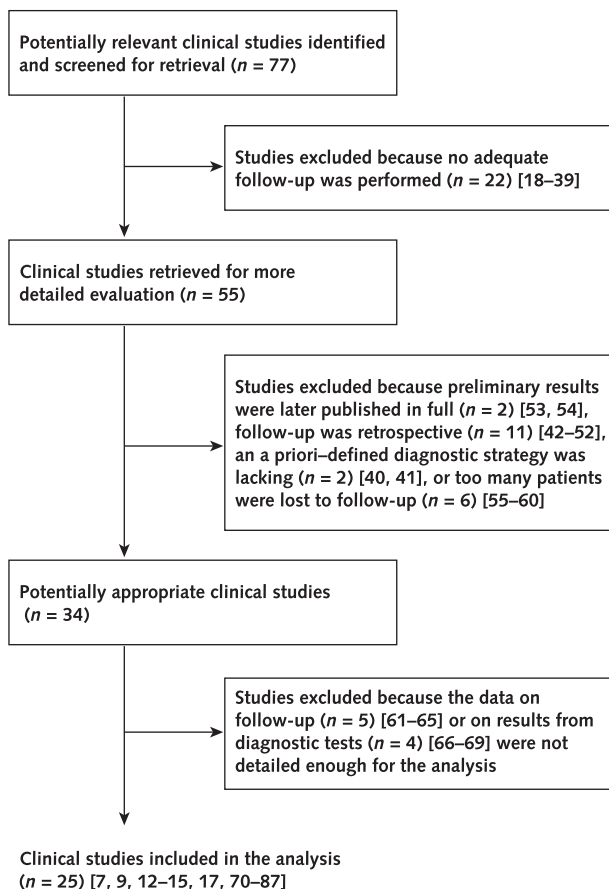 Potentially relevant clinical studies identified
and screened for retrieval (n = 77)
Studies excluded because no adequate
follow-up was performed (n = 22) [18–39]
Clinical studies retrieved for more
detailed evaluation (n = 55)
Studies excluded because preliminary results
were later published in full (n = 2) [53, 54],
follow-up was retrospective (n = 11) [42–52],
an a priori–defined diagnostic strategy was
lacking (n = 2) [40, 41], or too many patients
were lost to follow-up (n = 6) [55–60]
Potentially appropriate clinical studies
(n = 34)
Studies excluded because the data on
follow-up (n = 5) [61–65] or on results from
diagnostic tests (n = 4) [66–69] were not
detailed enough for the analysis
Clinical studies included in the analysis
(n = 25) [7, 9, 12–15, 17, 70–87]